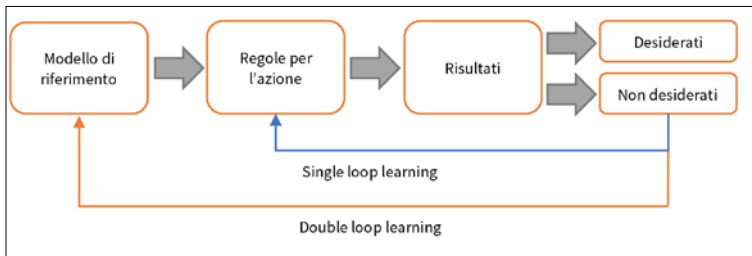 Modello di
riferimento
Regole per
l'azione
Risultati
Desiderati
Non desiderati
Single loop learning
Double loop learning